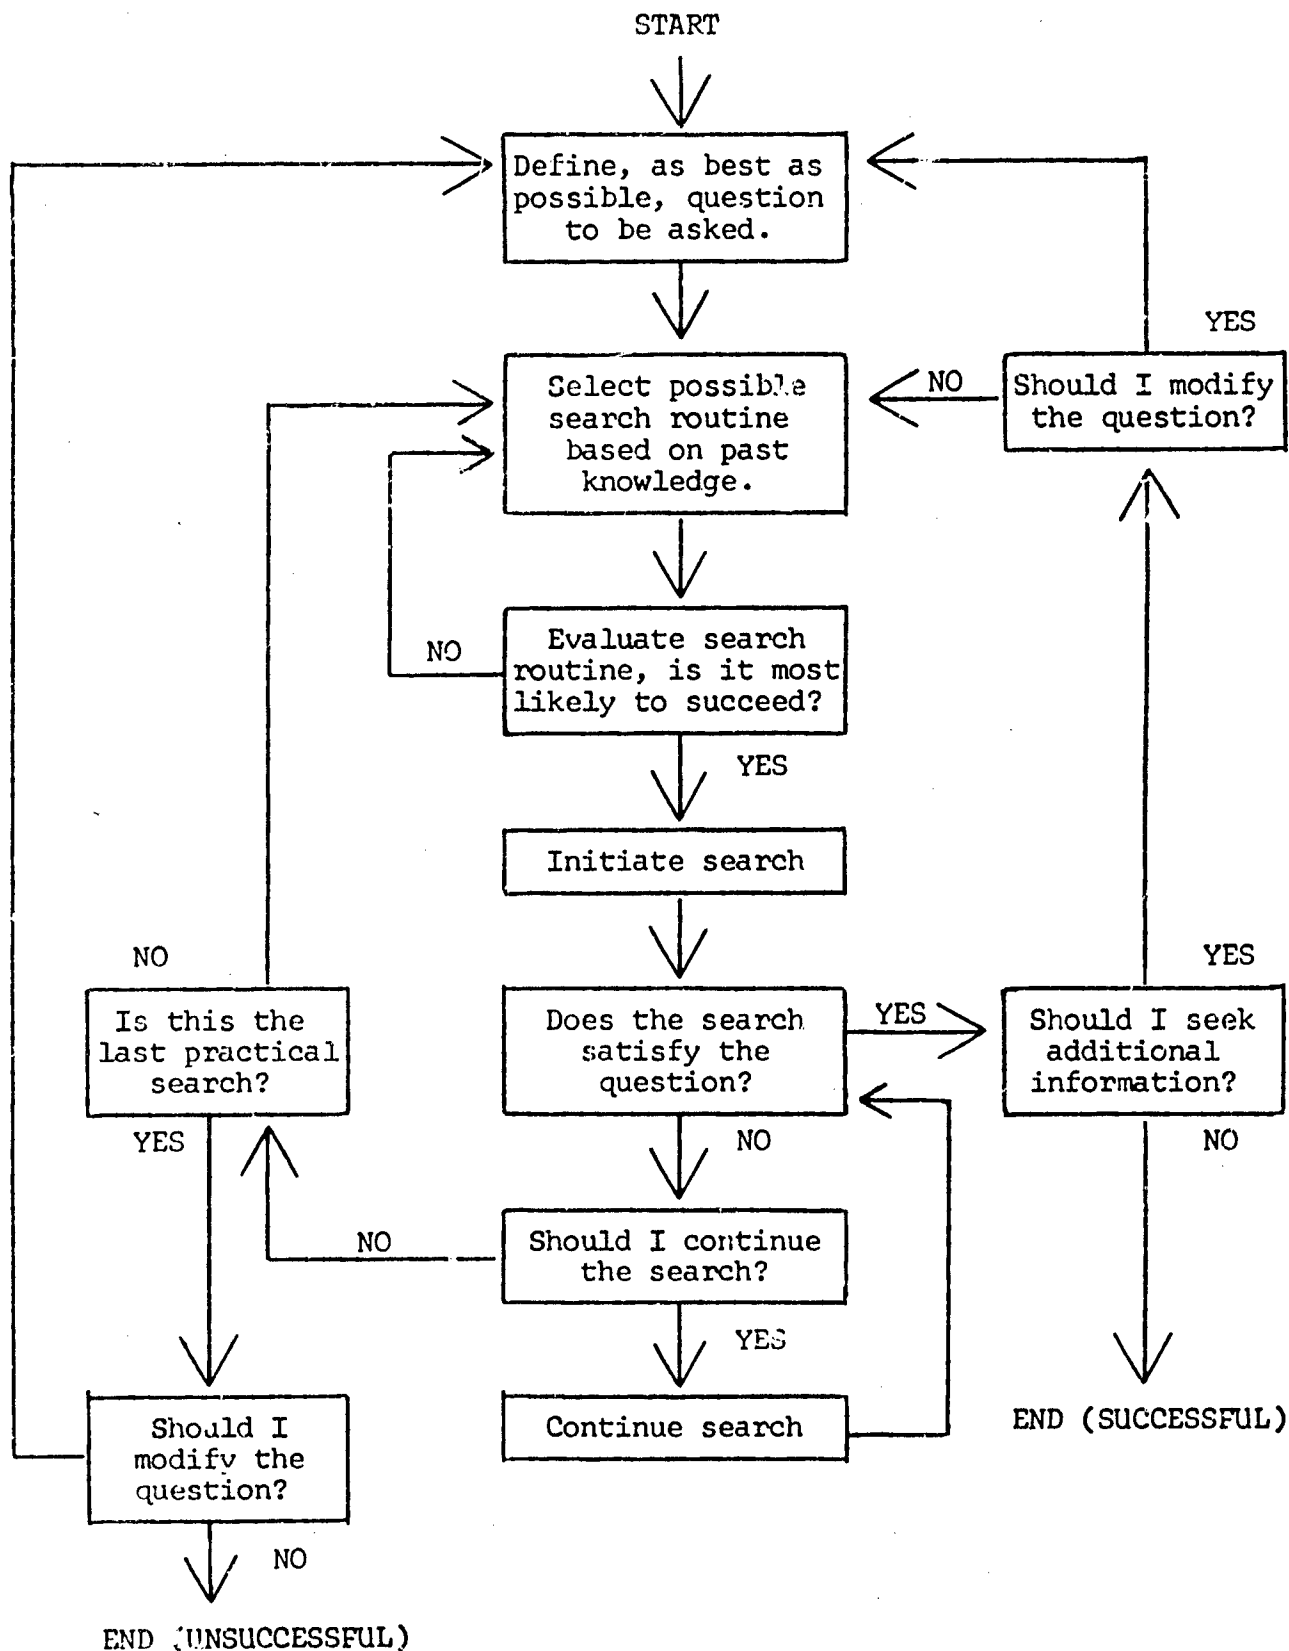 START
Define, as best as
possible, question
to be asked.
YES
Select possible
search routine
based on past
knowledge.
NO
Should I modify
the question?
Evaluate search
routine, is it most
likely to succeed?
NO
YES
Initiate search
NO
YES
Is this the
last practical
search?
Does the search
satisfy the
question?
YES
Should I seek
additional
information?
YES
NO
NO
Should I continue
the search?
NO
YES
Should I
modify the
question?
Continue search
END (SUCCESSFUL)
NO
END (UNSUCCESSFUL)